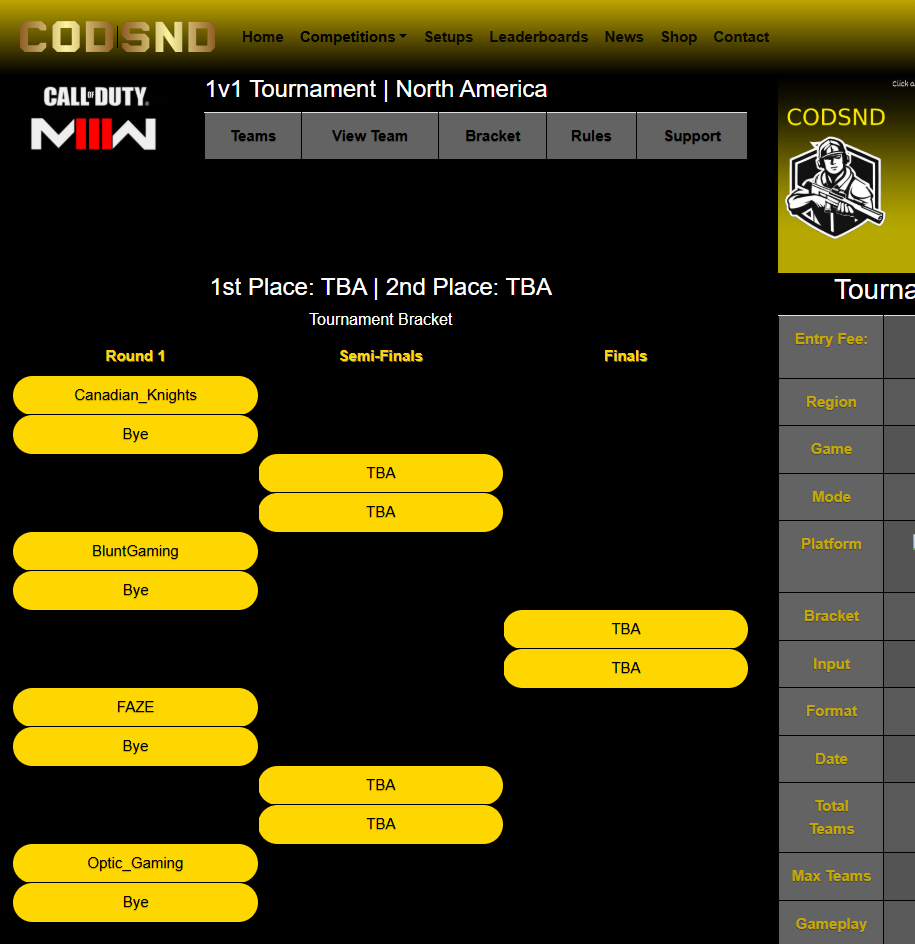 CODSND
Home Competitions Setups Leaderboards News Shop Contact
CALL OF DUTY
MW
1v1 Tournament | North America
Teams View Team Bracket Rules Support
Click a
CODSND
1st Place: TBA | 2nd Place: TBA
Tournament Bracket
Round 1 Semi-Finals Finals
Canadian_Knights
Bye
TBA
TBA
BluntGaming
Bye
TBA
TBA
FAZE
Bye
TBA
TBA
Optic_Gaming
Bye
Tourna
Entry Fee:
Region
Game
Mode
Platform
Bracket
Input
Format
Date
Total
Teams
Max Teams
Gameplay